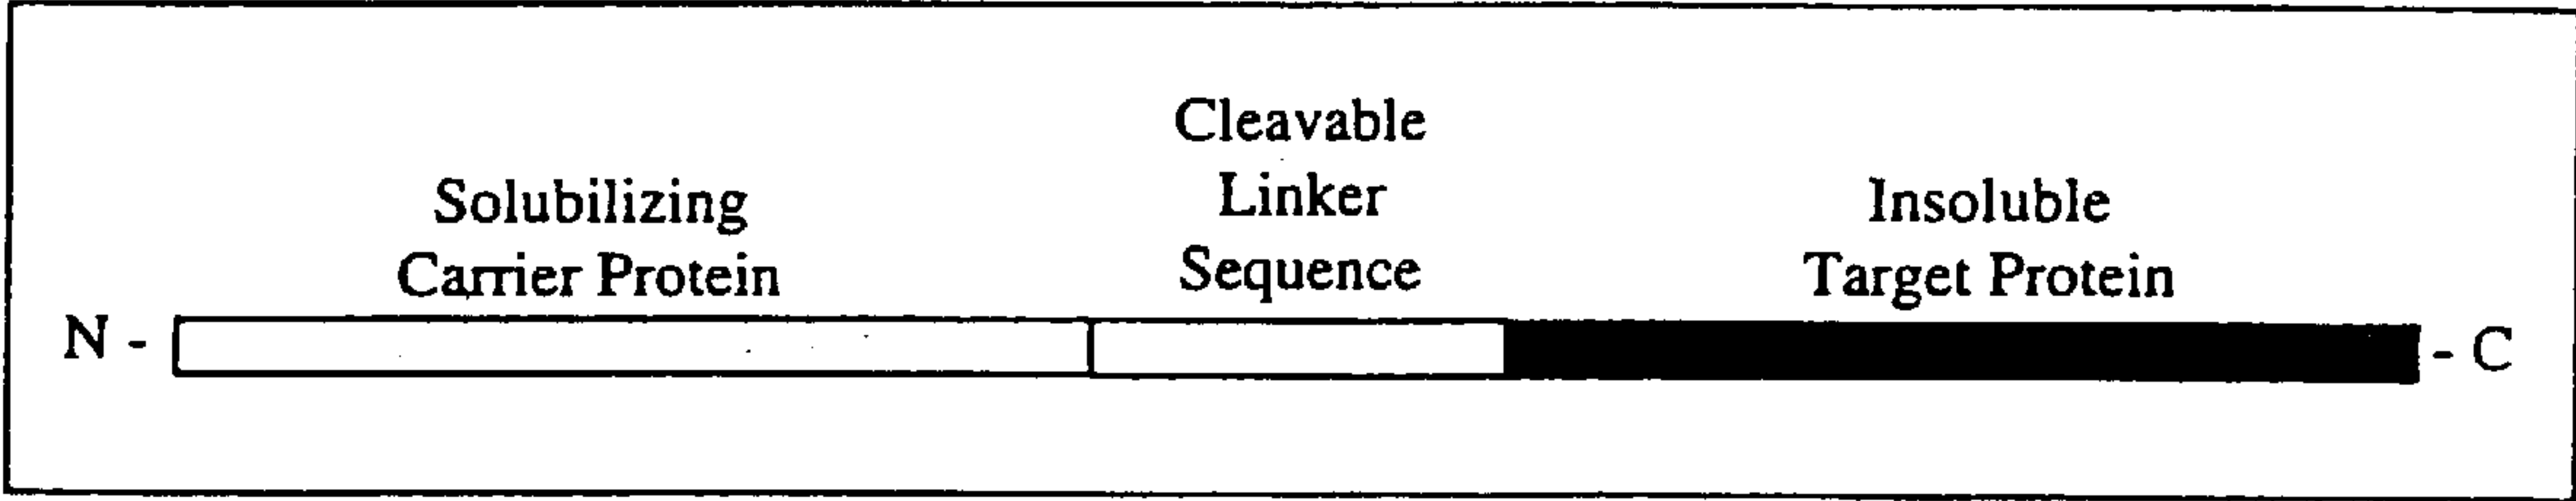 Solubilizing
Carrier Protein
Cleavable
Linker
Sequence
Insoluble
Target Protein
N -
- C